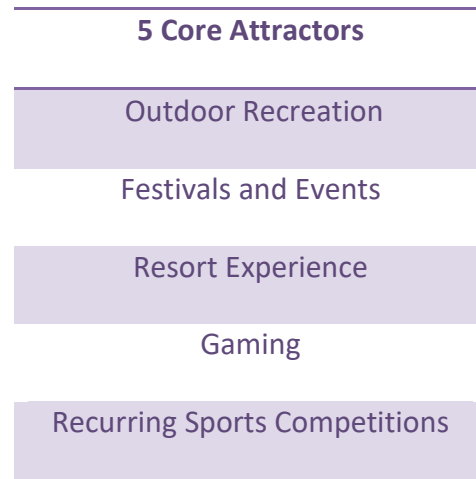 5 Core Attractors
Outdoor Recreation
Festivals and Events
Resort Experience
Gaming
Recurring Sports Competitions